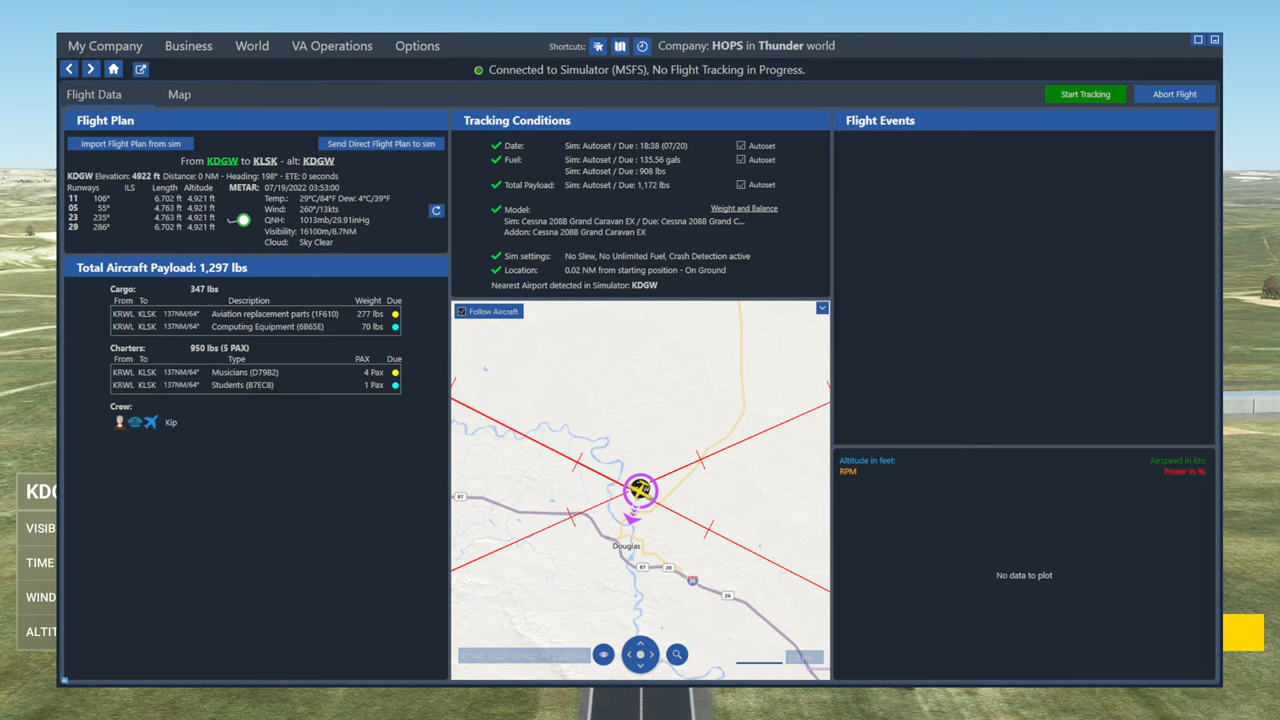 My Company Business World VA Operations Options Shortcuts: Company: HOPS in Thunder world
Connected to Simulator (MSFS), No Flight Tracking in Progress.
Flight Data Map Start Tracking Abort Flight
Flight Plan
Import Flight Plan from sim Send Direct Flight Plan to sim
From KDGW to KLSK - alt: KDGW
KDGW Elevation: 4922 ft Distance: 0 NM - Heading: 198° - ETE: 0 seconds
Runways ILS Length Altitude METAR: 07/19/2022 03:53:00
11 106° 6,702 ft 4,921 ft
05 55° 4,763 ft 4,921 ft
23 235° 4,763 ft 4,921 ft
29 286° 6,702 ft 4,921 ft
Temp.: 29°C/84°F Dew: 4°C/39°F
Wind: 260°/13kts
QNH: 1013mb/29.91inHg
Visibility: 16100m/8.7NM
Cloud: Sky Clear
Total Aircraft Payload: 1,297 lbs
Cargo: 347 lbs
From To Description Weight Due
KRWL KLSK 137NM/64° Aviation replacement parts (1F610) 277 lbs
KRWL KLSK 137NM/64° Computing Equipment (6B65E) 70 lbs
Charters: 950 lbs (5 PAX)
From To Type PAX Due
KRWL KLSK 137NM/64° Musicians (D79B2) 4 Pax
KRWL KLSK 137NM/64° Students (B7EC8) 1 Pax
Crew:
Kip
Tracking Conditions
Date: Sim: Autoset / Due : 18:38 (07/20) Autoset
Fuel: Sim: Autoset / Due : 135.56 gals Autoset
Sim: Autoset / Due: 908 lbs
Total Payload: Sim: Autoset / Due: 1,172 lbs Autoset
Model: Weight and Balance
Sim: Cessna 208B Grand Caravan EX / Due: Cessna 208B Grand C...
Addon: Cessna 208B Grand Caravan EX
Sim settings: No Slew, No Unlimited Fuel, Crash Detection active
Location: 0.02 NM from starting position - On Ground
Nearest Airport detected in Simulator: KDGW
Follow Aircraft
87
Douglas
87 20
25
26
Flight Events
Altitude in feet: Airspeed in kts:
RPM Power in %:
No data to plot
KDG
VISIB
TIME
WIND
ALTIT